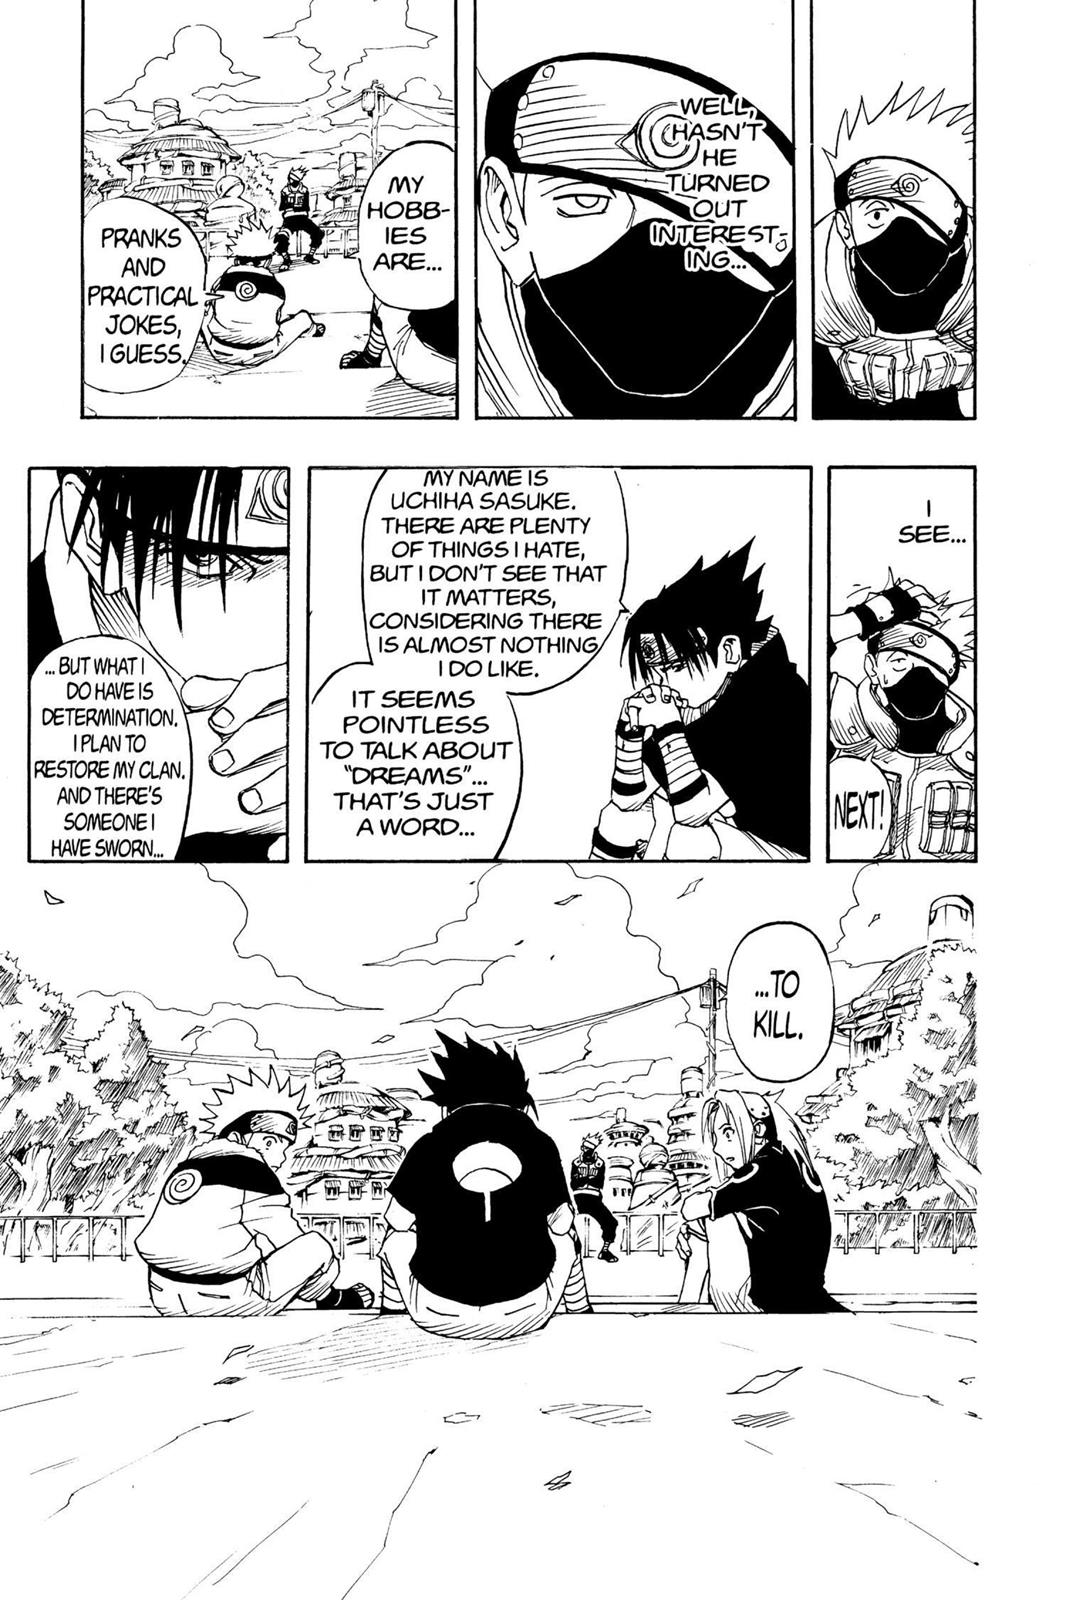 WELL,
HASN'T
HE
TURNED
OUT
INTEREST-
ING...
MY
HOBB-
IES
ARE...
PRANKS
AND
PRACTICAL
JOKES,
I GUESS.
I
SEE...
NEXT!
MY NAME IS
UCHIHA SASUKE.
THERE ARE PLENTY
OF THINGS I HATE,
BUT I DON'T SEE THAT
IT MATTERS,
CONSIDERING THERE
IS ALMOST NOTHING
I DO LIKE.
IT SEEMS
POINTLESS
TO TALK ABOUT
"DREAMS"...
THAT'S JUST
A WORD...
...BUT WHAT I
DO HAVE IS
DETERMINATION.
I PLAN TO
RESTORE MY CLAN.
AND THERE'S
SOMEONE I
HAVE SWORN...
...TO
KILL.